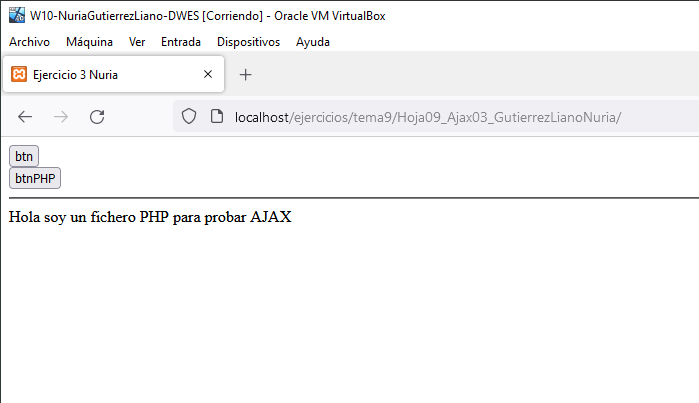 W10-NuriaGutierrezLiano-DWES [Corriendo] - Oracle VM VirtualBox
Archivo Máquina Ver Entrada Dispositivos Ayuda
Ejercicio 3 Nuria
localhost/ejercicios/tema9/Hoja09_Ajax03_GutierrezLianoNuria/
btn
btnPHP
Hola soy un fichero PHP para probar AJAX